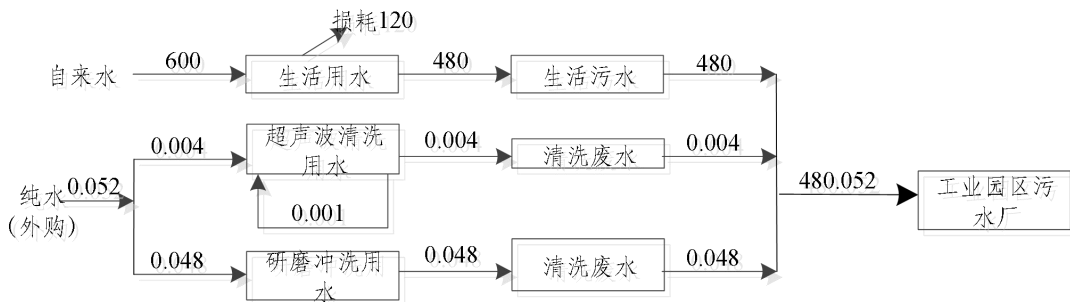 损耗120
自来水
600
生活用水
480
生活污水
480
纯水
(外购)
0.052
0.004
超声波清洗
用水
0.001
0.004
清洗废水
0.004
0.048
研磨冲洗用
水
0.048
清洗废水
0.048
480.052
工业园区污
水厂